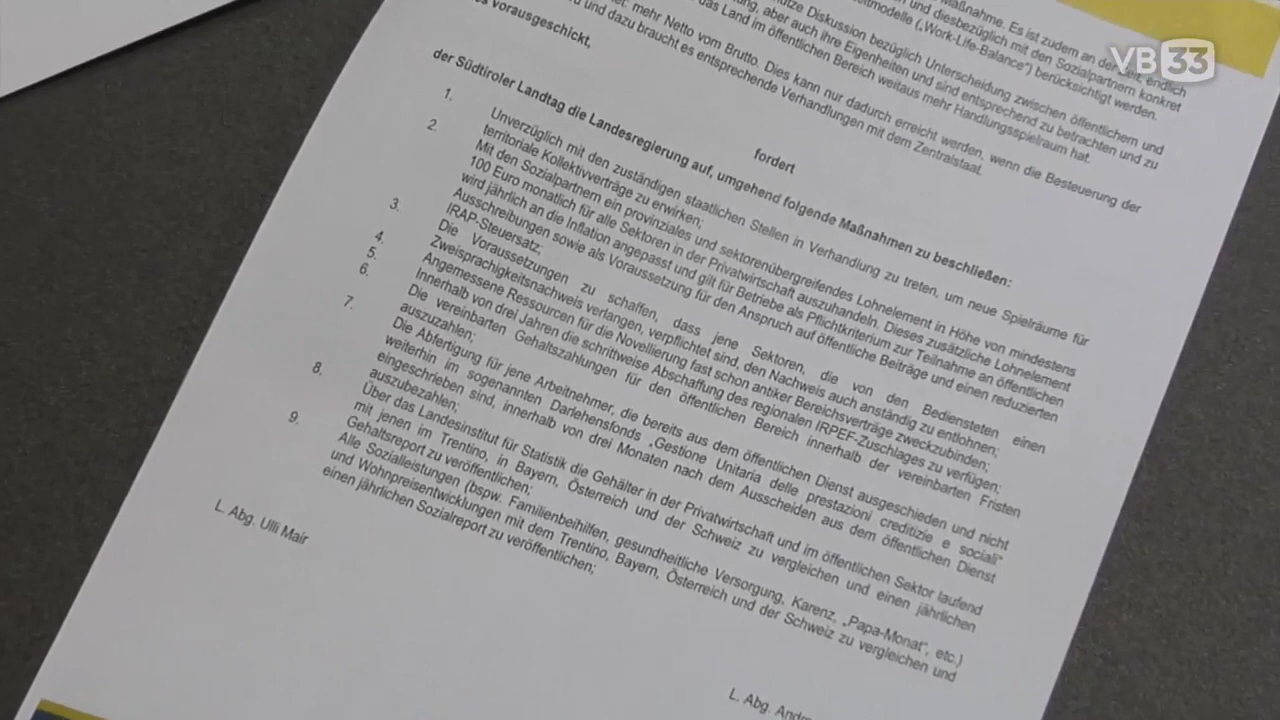 VB33
Maßnahme. Es ist zudem an der Zeit, endlich
und diesbezüglich mit den Sozialpartnern konkret
("Work-Life-Balance") berücksichtigt werden.
Diskussion bezüglich Unterscheidung zwischen öffentlichem und
aber auch ihre Eigenheiten und sind entsprechend zu betrachten und zu
das Land im öffentlichen Bereich weitaus mehr Handlungsspielraum hat.
mehr Netto vom Brutto. Dies kann nur dadurch erreicht werden, wenn die Besteuerung der
und dazu braucht es entsprechende Verhandlungen mit dem Zentralstaat.
vorausgeschickt,
fordert
der Südtiroler Landtag die Landesregierung auf, umgehend folgende Maßnahmen zu beschließen:
1. Unverzüglich mit den zuständigen staatlichen Stellen in Verhandlung zu treten, um neue Spielräume für
territoriale Kollektivverträge zu erwirken;
2. Mit den Sozialpartnern ein provinziales und sektorenübergreifendes Lohnelement in Höhe von mindestens
100 Euro monatlich für alle Sektoren in der Privatwirtschaft auszuhandeln. Dieses zusätzliche Lohnelement
wird jährlich an die Inflation angepasst und gilt für Betriebe als Pflichtkriterium zur Teilnahme an öffentlichen
Ausschreibungen sowie als Voraussetzung für den Anspruch auf öffentliche Beiträge und einen reduzierten
IRAP-Steuersatz;
3. Die Voraussetzungen zu schaffen, dass jene Sektoren, die von den Bediensteten einen
Zweisprachigkeitsnachweis verlangen, verpflichtet sind, den Nachweis auch anständig zu entlohnen;
4. Angemessene Ressourcen für die Novellierung fast schon antiker Bereichsverträge zweckzubinden;
5. Innerhalb von drei Jahren die schrittweise Abschaffung des regionalen IRPEF-Zuschlages zu verfügen;
6. Die vereinbarten Gehaltszahlungen für den öffentlichen Bereich innerhalb der vereinbarten Fristen
auszuzahlen;
7. Die Abfertigung für jene Arbeitnehmer, die bereits aus dem öffentlichen Dienst ausgeschieden und nicht
weiterhin im sogenannten Darlehensfonds „Gestione Unitaria delle prestazioni creditizie e sociali"
eingeschrieben sind, innerhalb von drei Monaten nach dem Ausscheiden aus dem öffentlichen Dienst
auszubezahlen;
8. Über das Landesinstitut für Statistik die Gehälter in der Privatwirtschaft und im öffentlichen Sektor laufend
mit jenen im Trentino, in Bayern, Österreich und der Schweiz zu vergleichen und einen jährlichen
Gehaltsreport zu veröffentlichen;
9. Alle Sozialleistungen (bspw. Familienbeihilfen, gesundheitliche Versorgung, Karenz, „Papa-Monat", etc.)
und Wohnpreisentwicklungen mit dem Trentino, Bayern, Österreich und der Schweiz zu vergleichen und
einen jährlichen Sozialreport zu veröffentlichen;
L. Abg. Ulli Mair
L. Abg.